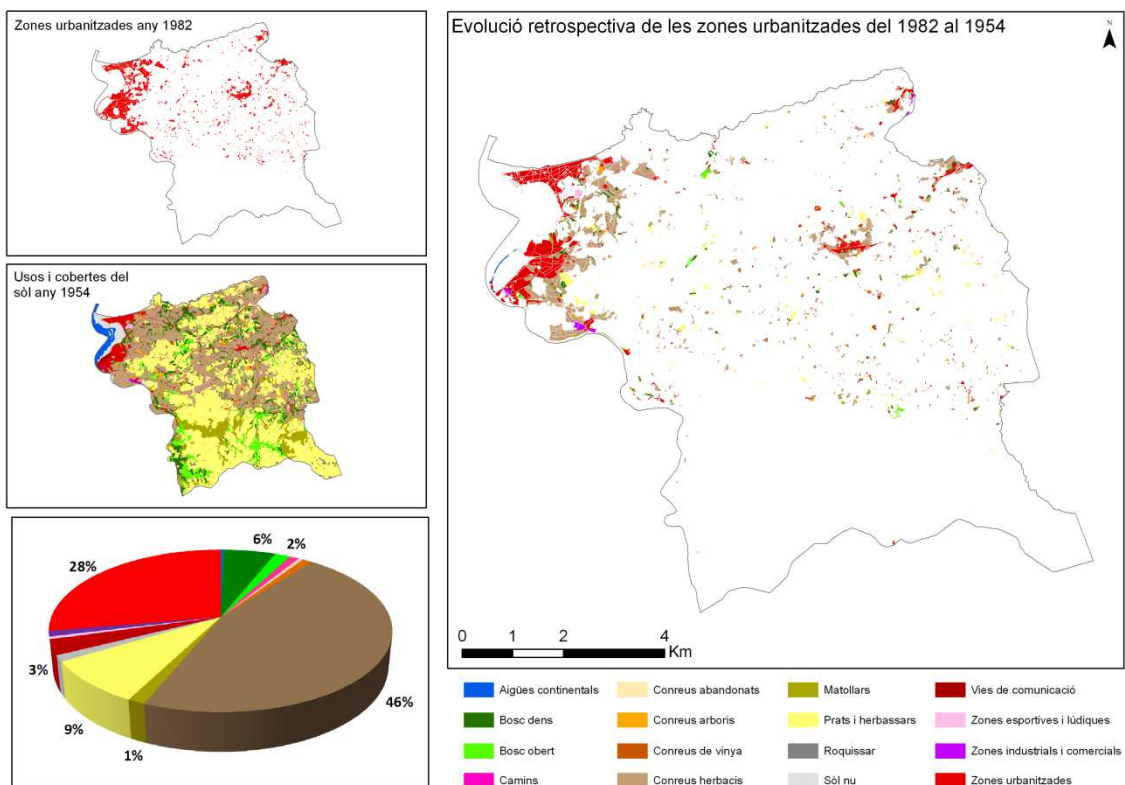 Zones urbanitzades any 1982
Usos i cobertes del
sòl any 1954
28%
6%
2%
3%
9%
1%
46%
Evolució retrospectiva de les zones urbanitzades del 1982 al 1954
N
0 1 2 4
Km
Aigües continentals
Bosc dens
Bosc obert
Camins
Conreus abandonats
Conreus arboris
Conreus de vinya
Conreus herbacis
Matollars
Prats i herbassars
Roquissar
Sòl nu
Vies de comunicació
Zones esportives i lúdiques
Zones industrials i comercials
Zones urbanitzades